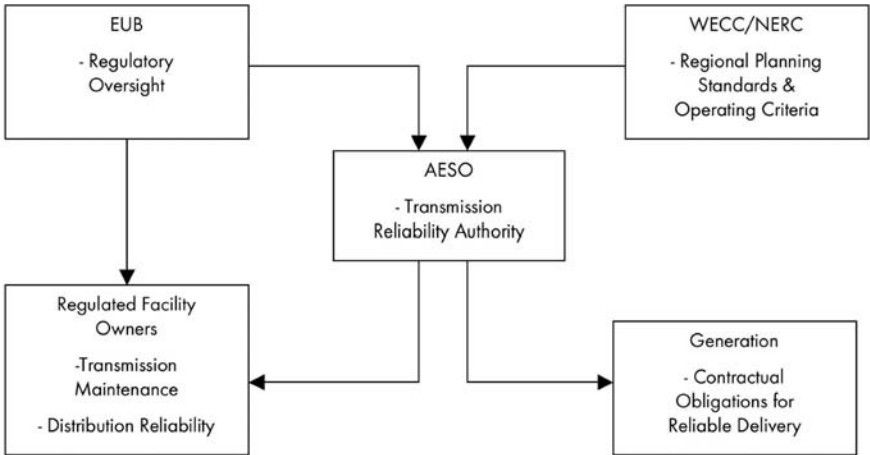 EUB
- Regulatory
Oversight
WECC/NERC
- Regional Planning
Standards &
Operating Criteria
AESO
- Transmission
Reliability Authority
Regulated Facility
Owners
-Transmission
Maintenance
- Distribution Reliability
Generation
- Contractual
Obligations for
Reliable Delivery